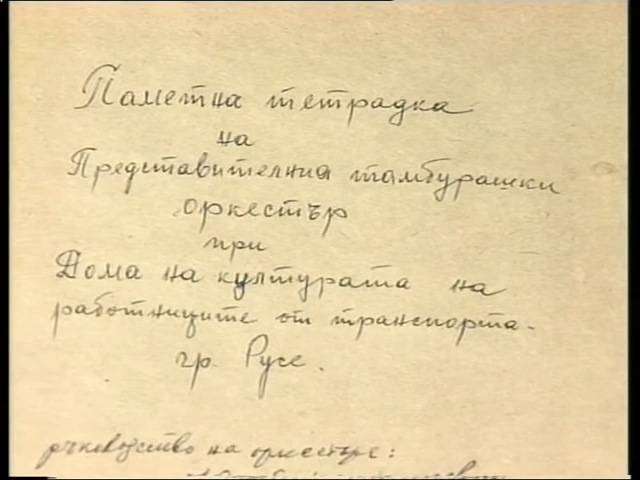 Паметна тетрадка
на
Представителния тамбурашки
оркестър
при
Дома на културата на
работниците от транспорта -
гр. Русе.
ръководство на оркестъра: